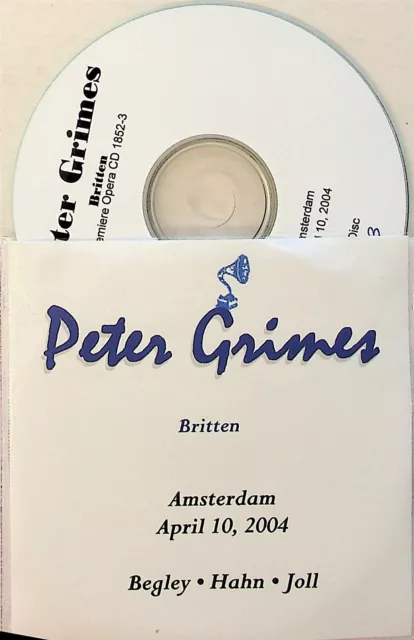 ter Grimes
Britten
emiere Opera CD 1852-3
msterdam
10, 2004
Disc
3
Peter Grimes
Britten
Amsterdam
April 10, 2004
Begley • Hahn • Joll